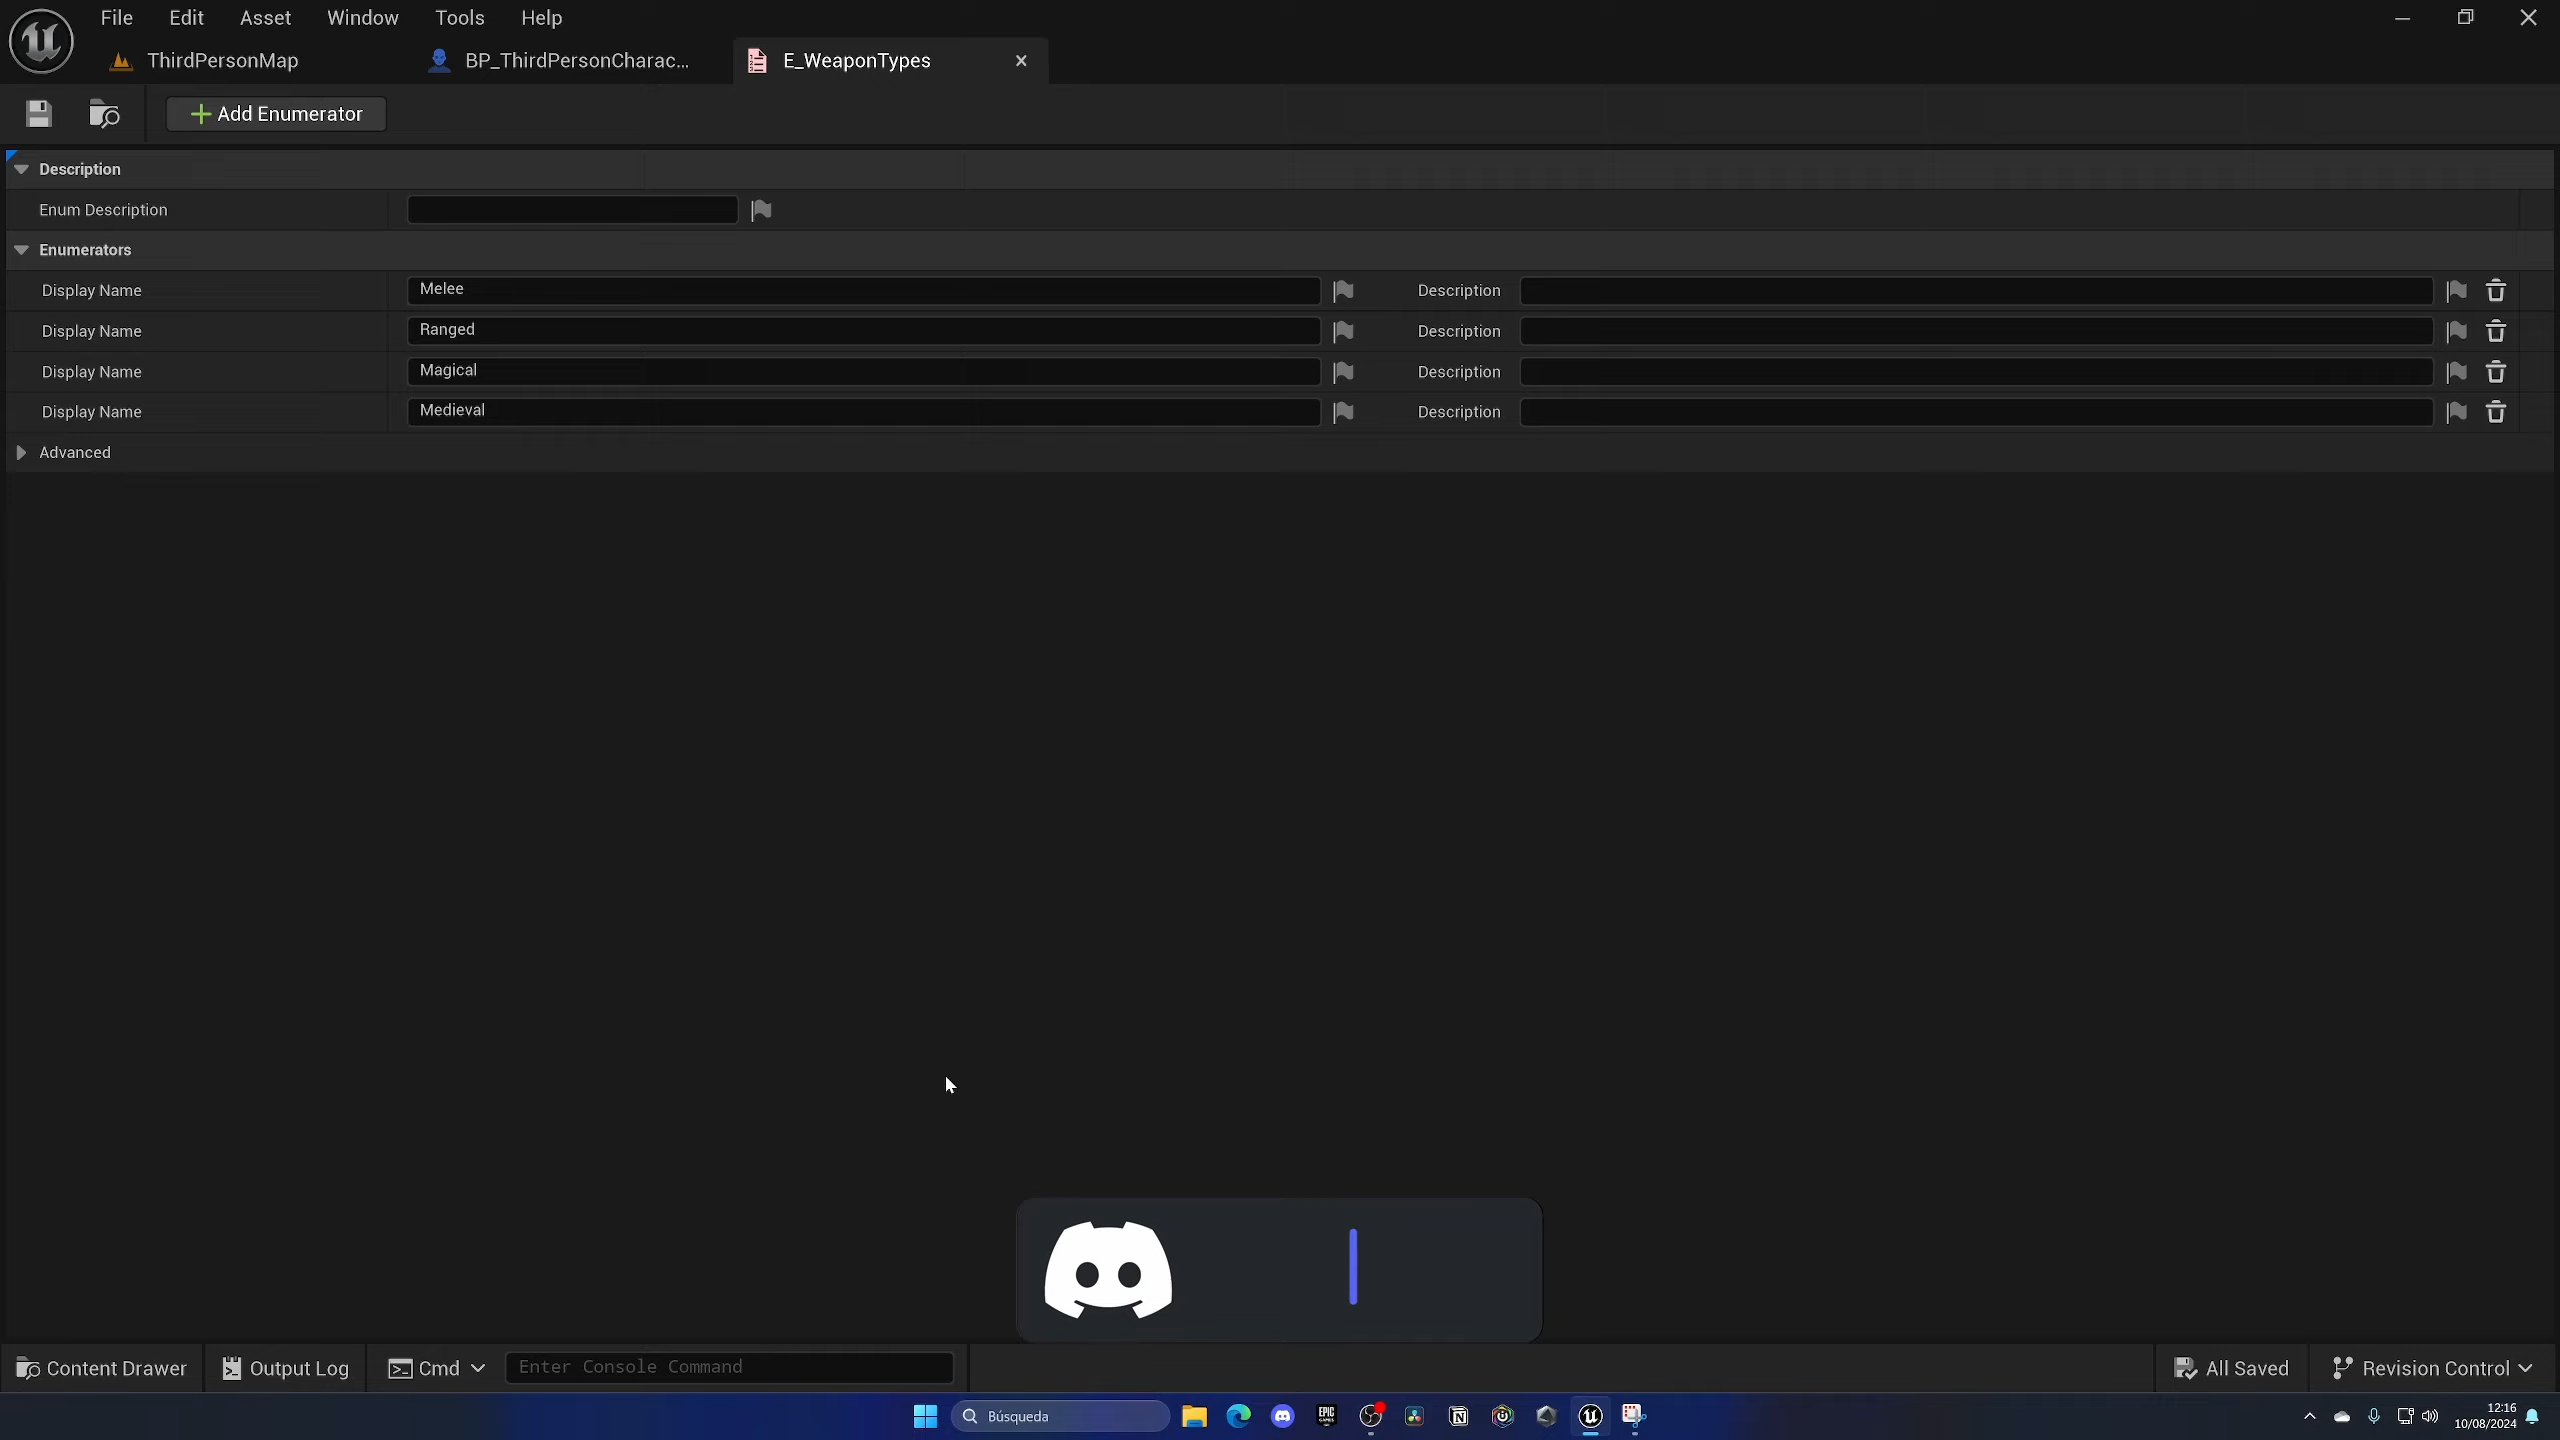 File Edit Asset Window Tools Help
ThirdPersonMap BP_ThirdPersonCharac... E_WeaponTypes
Add Enumerator
Description
Enum Description
Enumerators
Display Name Melee Description
Display Name Ranged Description
Display Name Magical Description
Display Name Medieval Description
Advanced
Content Drawer Output Log Cmd Enter Console Command All Saved Revision Control
Búsqueda
EPIC GAMES
12:16
10/08/2024